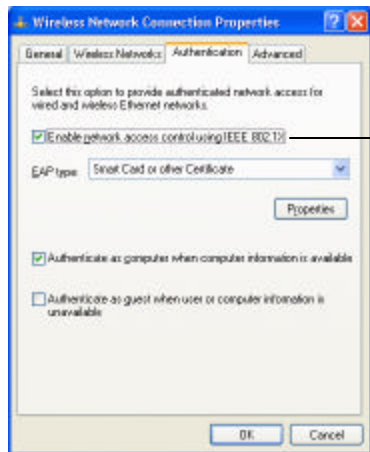 Wireless Network Connection Properties
General Wireless Networks Authentication Advanced
Select this option to provide authenticated network access for
wired and wireless Ethernet networks.
Enable network access control using IEEE 802.1X
EAP type: Smart Card or other Certificate
Properties
Authenticate as computer when computer information is available
Authenticate as guest when user or computer information is
unavailable
OK Cancel